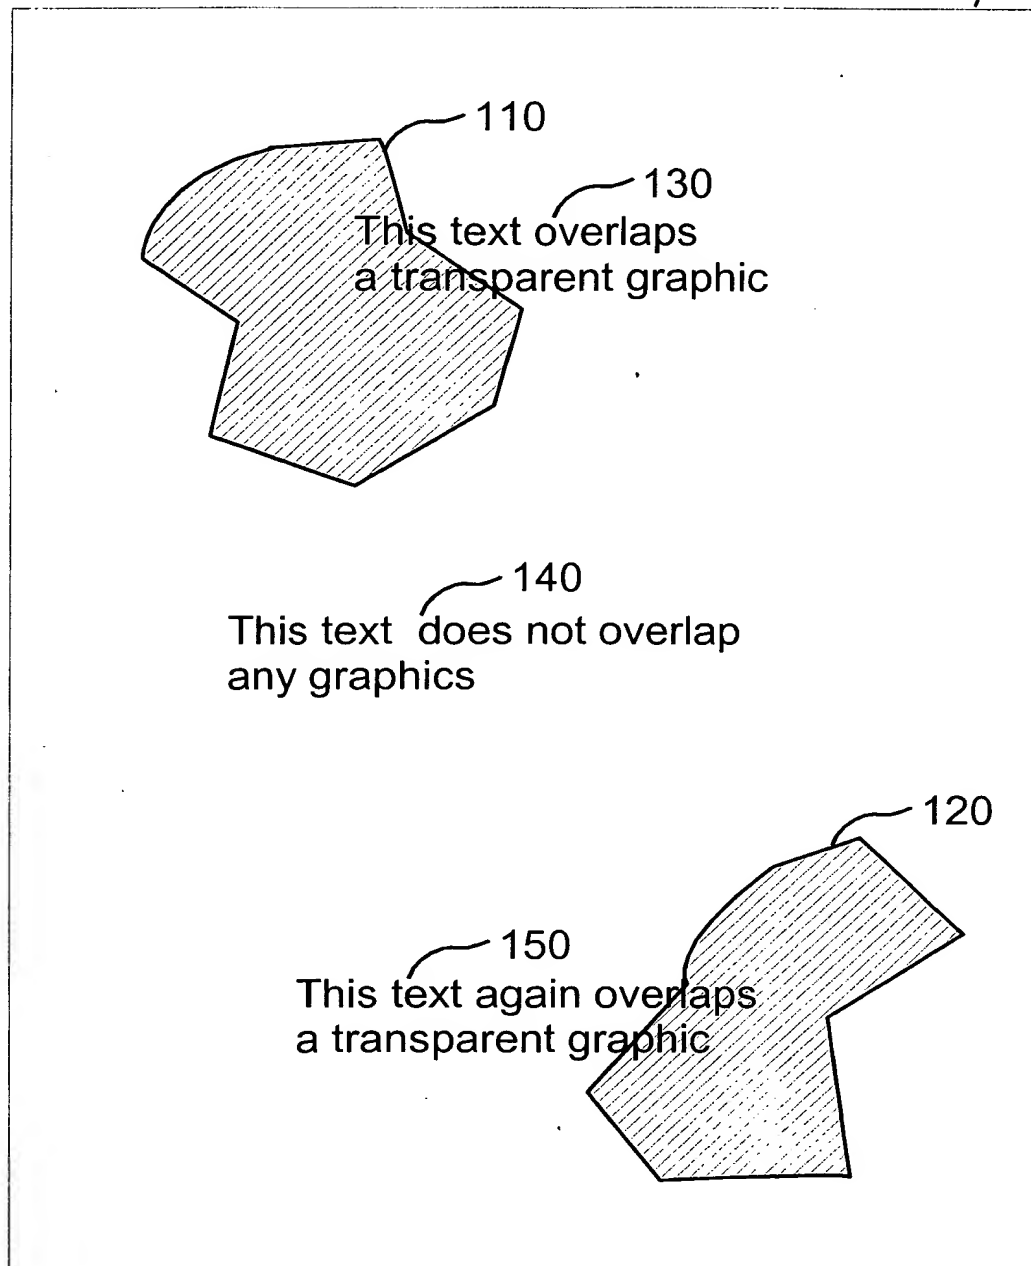 110
130
This text overlaps
a transparent graphic
140
This text does not overlap
any graphics
120
150
This text again overlaps
a transparent graphic